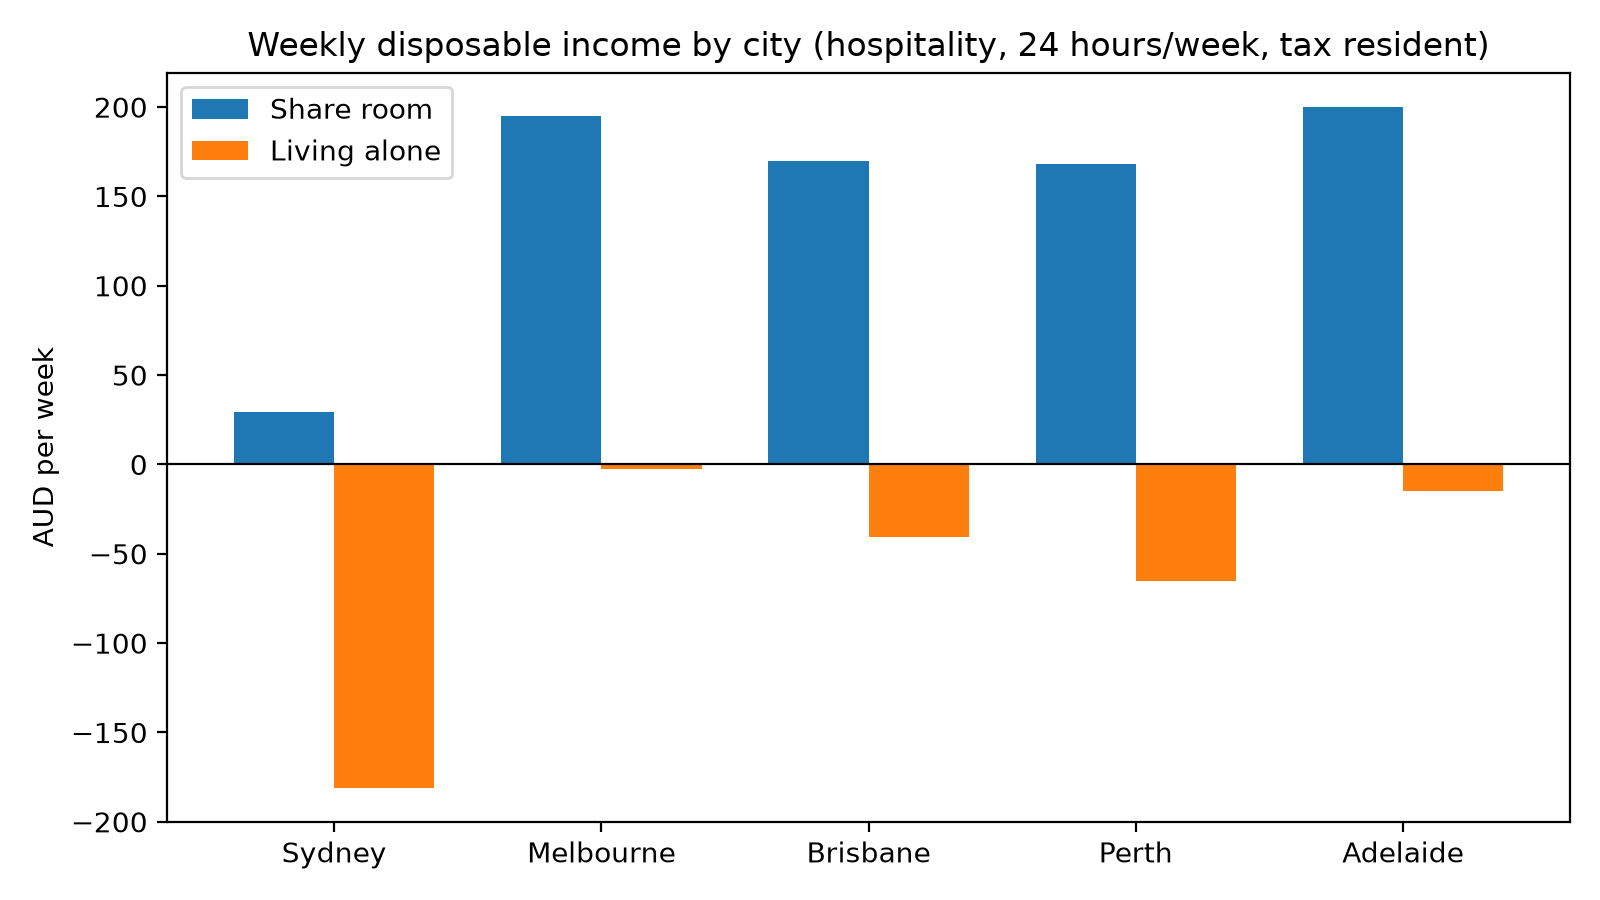 Weekly disposable income by city (hospitality, 24 hours/week, tax resident)
Share room
Living alone
AUD per week
200
150
100
50
0
−50
−100
−150
−200
Sydney
Melbourne
Brisbane
Perth
Adelaide